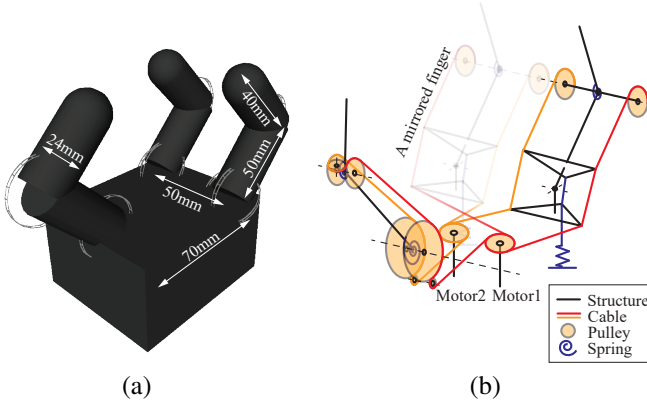 24mm
40mm
50mm
50mm
70mm
(a)
A mirrored finger
Motor2
Motor1
Structure
Cable
Pulley
Spring
(b)